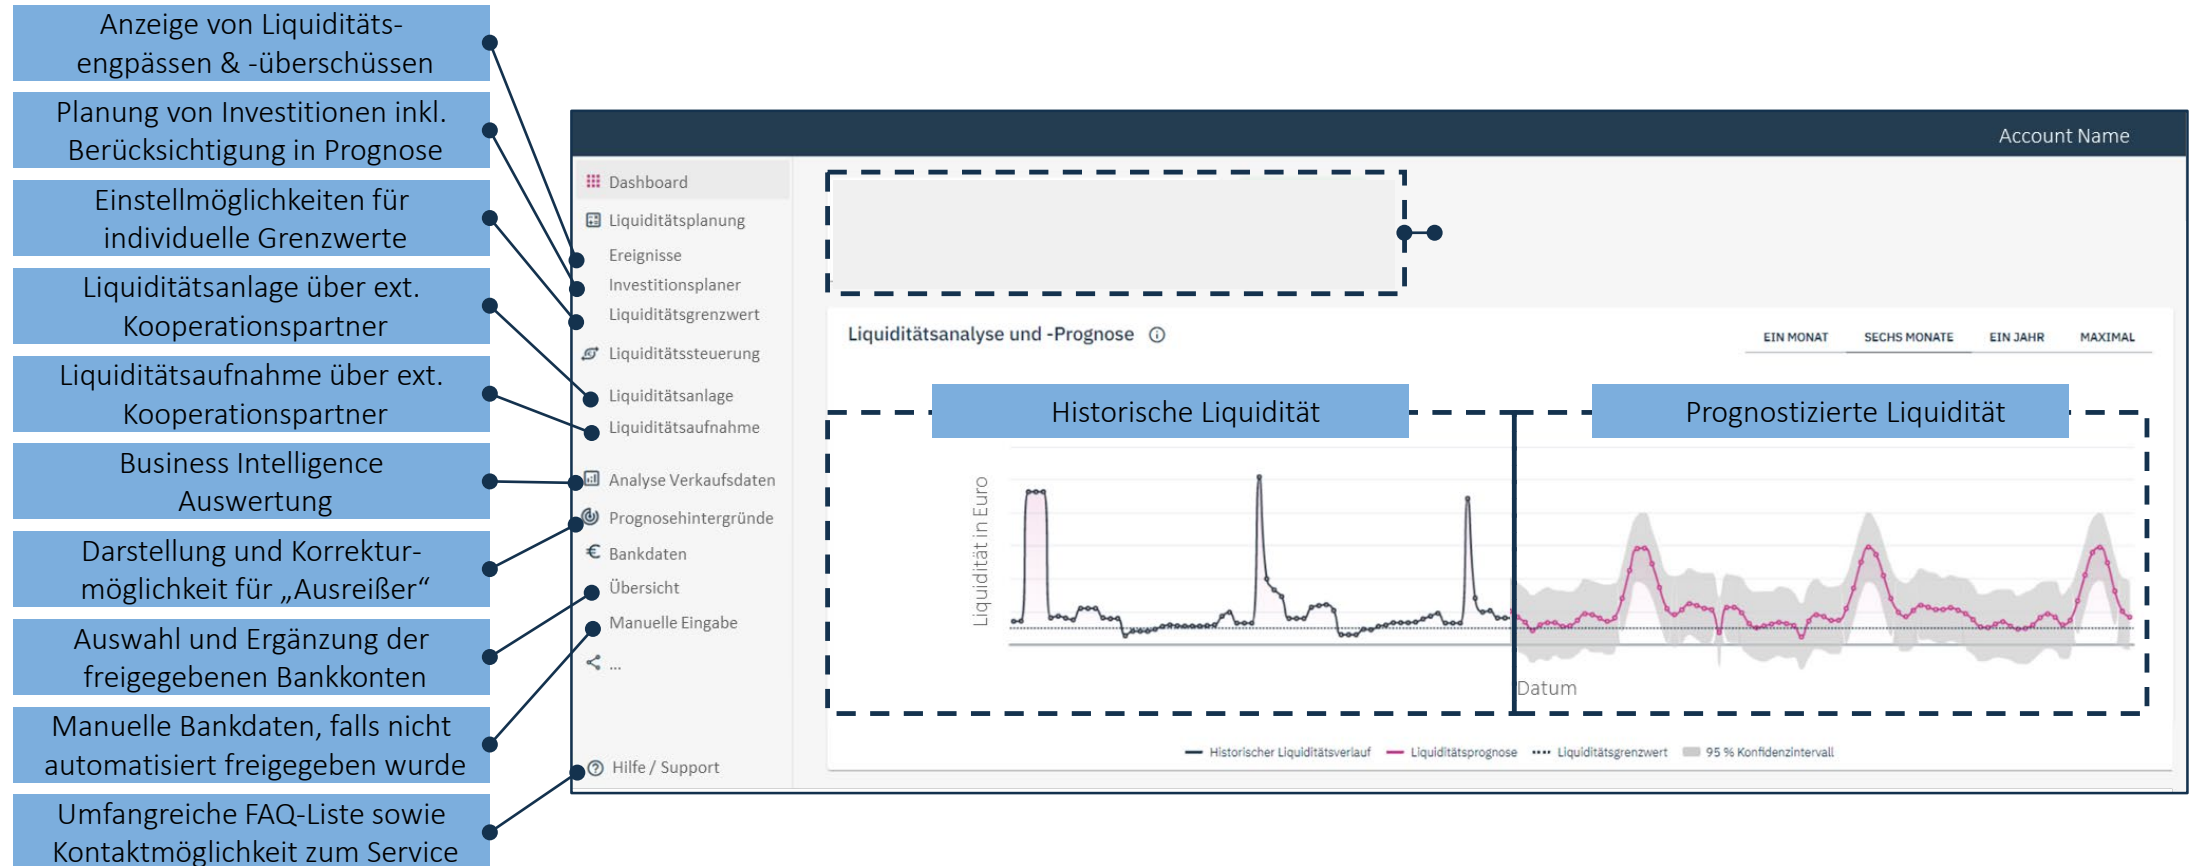 Anzeige von Liquiditäts-
engpässen & -überschüssen
Planung von Investitionen inkl.
Berücksichtigung in Prognose
Einstellmöglichkeiten für
individuelle Grenzwerte
Liquiditätsanlage über ext.
Kooperationspartner
Liquiditätsaufnahme über ext.
Kooperationspartner
Business Intelligence
Auswertung
Darstellung und Korrektur-
möglichkeit für „Ausreißer“
Auswahl und Ergänzung der
freigegebenen Bankkonten
Manuelle Bankdaten, falls nicht
automatisiert freigegeben wurde
Umfangreiche FAQ-Liste sowie
Kontaktmöglichkeit zum Service
Account Name
Dashboard
Liquiditätsplanung
Ereignisse
Investitionsplaner
Liquiditätsgrenzwert
Liquiditätssteuerung
Liquiditätsanlage
Liquiditätsaufnahme
Analyse Verkaufsdaten
Prognosehintergründe
€ Bankdaten
Übersicht
Manuelle Eingabe
...
Hilfe / Support
Liquiditätsanalyse und -Prognose
EIN MONAT SECHS MONATE EIN JAHR MAXIMAL
Historische Liquidität
Prognostizierte Liquidität
Liquidität in Euro
Datum
Historischer Liquiditätsverlauf Liquiditätsprognose Liquiditätsgrenzwert 95 % Konfidenzintervall